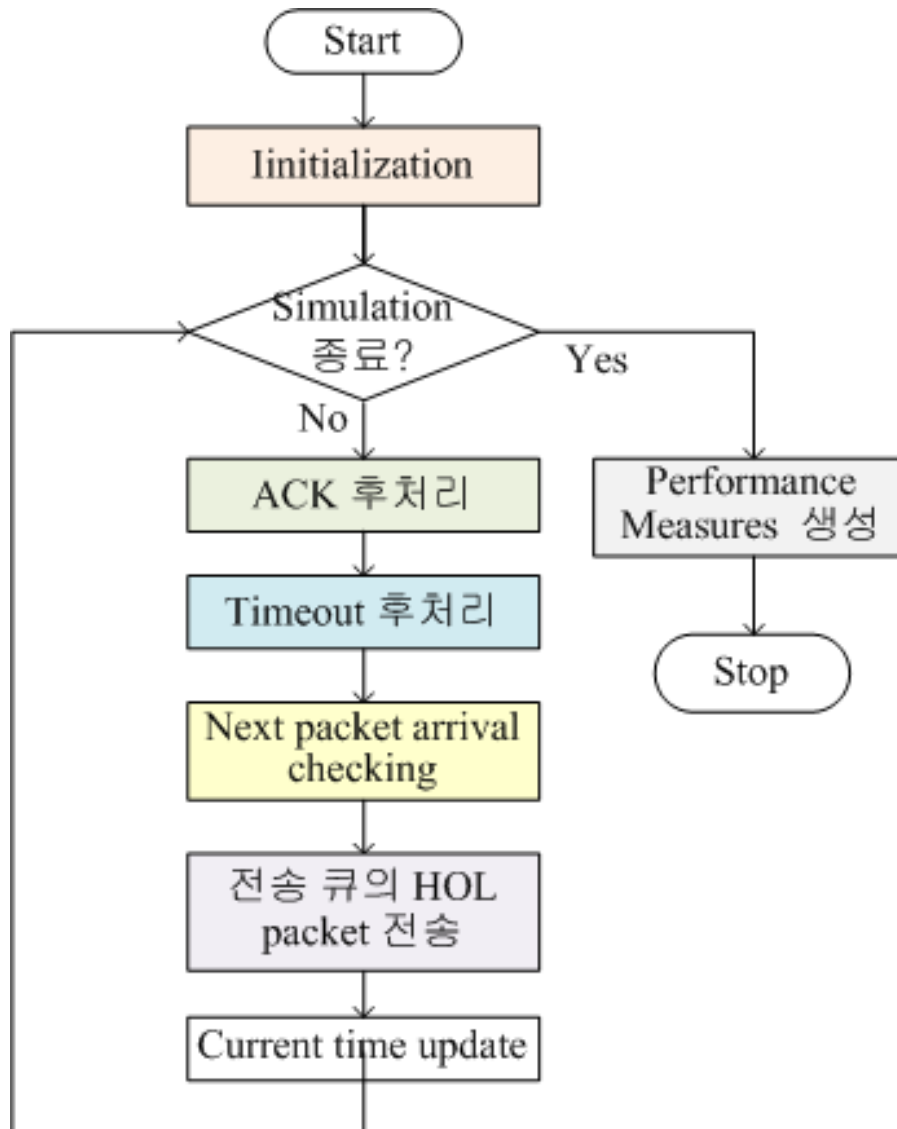 Start
Iinitialization
Simulation
종료?
Yes
No
ACK 후처리
Performance
Measures 생성
Timeout 후처리
Stop
Next packet arrival
checking
전송 큐의 HOL
packet 전송
Current time update